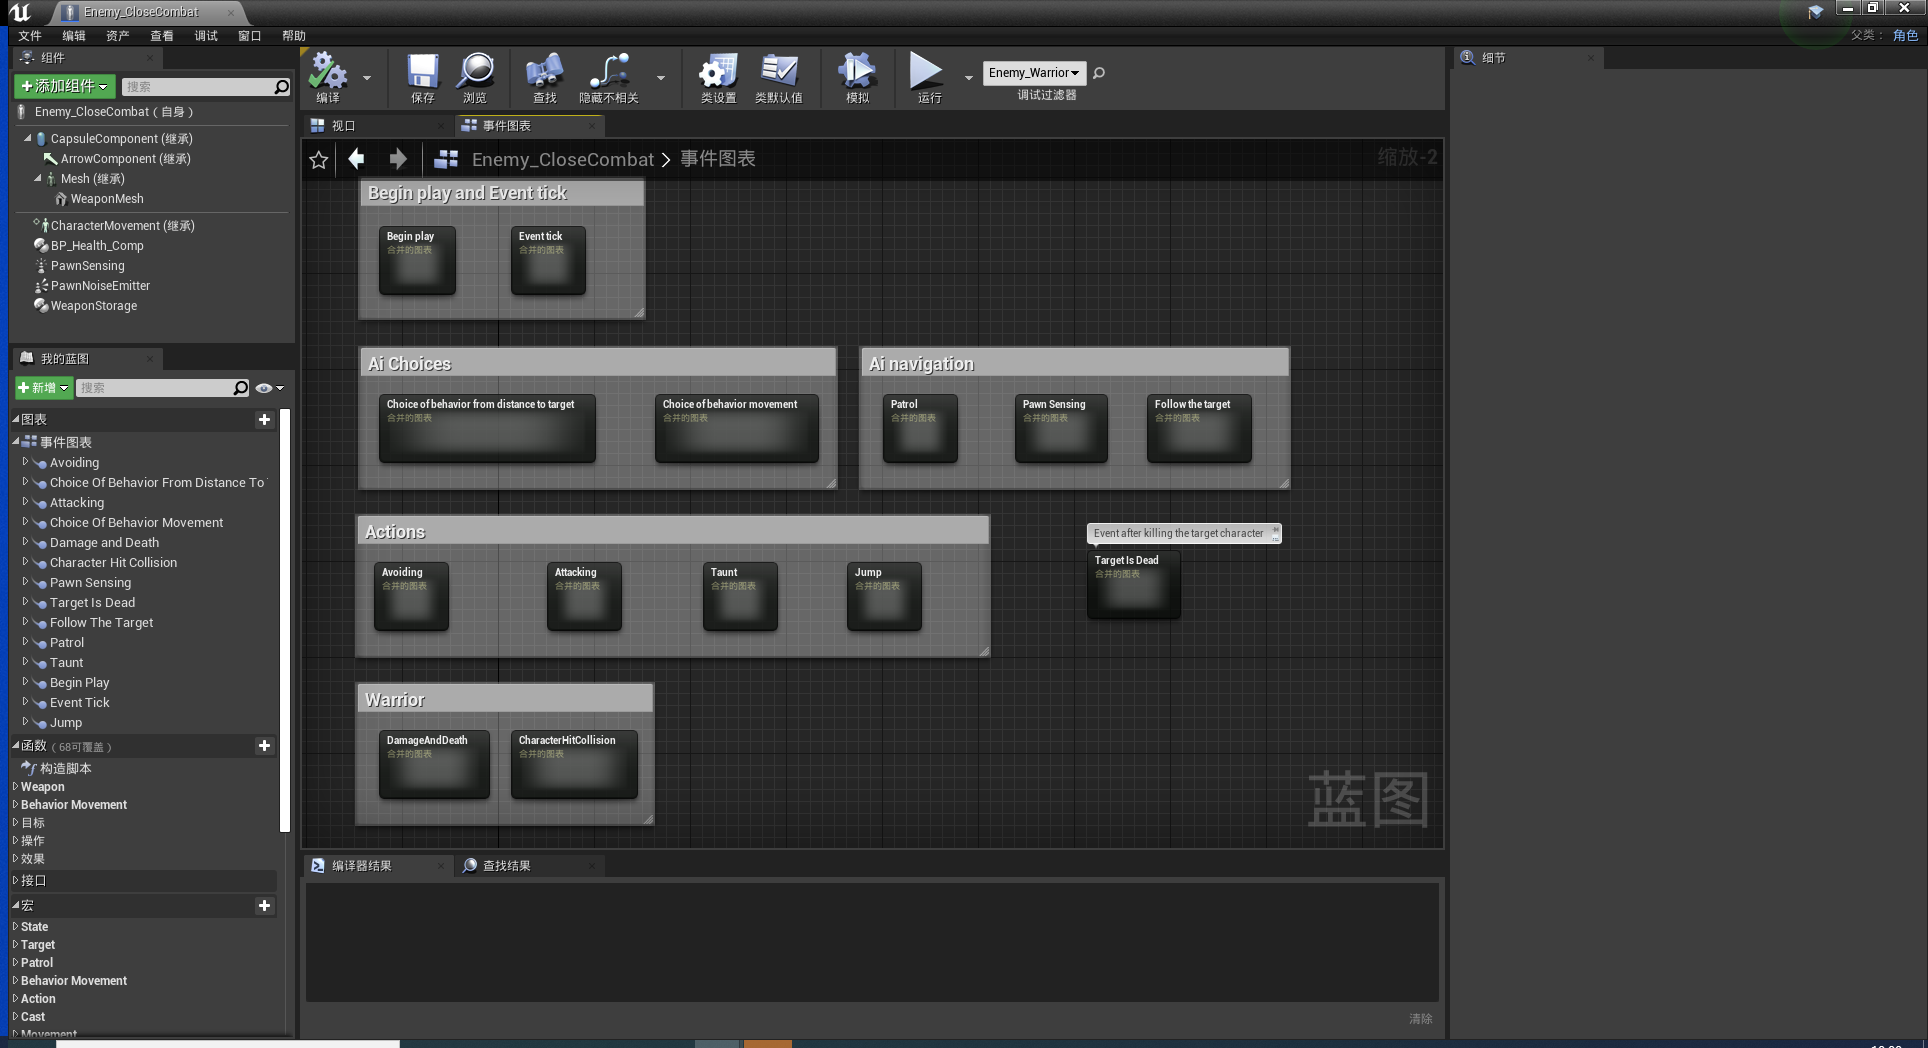 Enemy_CloseCombat
文件 编辑 资产 查看 调试 窗口 帮助
父类： 角色
组件
添加组件
搜索
Enemy_CloseCombat（自身）
CapsuleComponent (继承)
ArrowComponent (继承)
Mesh (继承)
WeaponMesh
CharacterMovement (继承)
BP_Health_Comp
PawnSensing
PawnNoiseEmitter
WeaponStorage
我的蓝图
新增
搜索
图表
事件图表
Avoiding
Choice Of Behavior From Distance To
Attacking
Choice Of Behavior Movement
Damage and Death
Character Hit Collision
Pawn Sensing
Target Is Dead
Follow The Target
Patrol
Taunt
Begin Play
Event Tick
Jump
函数（68可覆盖）
构造脚本
Weapon
Behavior Movement
目标
操作
效果
接口
宏
State
Target
Patrol
Behavior Movement
Action
Cast
Movement
编译
保存
浏览
查找
隐藏不相关
类设置
类默认值
模拟
运行
Enemy_Warrior
调试过滤器
视口
事件图表
Enemy_CloseCombat > 事件图表
缩放-2
Begin play and Event tick
Begin play
合并的图表
Event tick
合并的图表
Ai Choices
Choice of behavior from distance to target
合并的图表
Choice of behavior movement
合并的图表
Ai navigation
Patrol
合并的图表
Pawn Sensing
合并的图表
Follow the target
合并的图表
Actions
Avoiding
合并的图表
Attacking
合并的图表
Taunt
合并的图表
Jump
合并的图表
Event after killing the target character
Target Is Dead
合并的图表
Warrior
DamageAndDeath
合并的图表
CharacterHitCollision
合并的图表
蓝图
编译器结果
查找结果
清除
细节